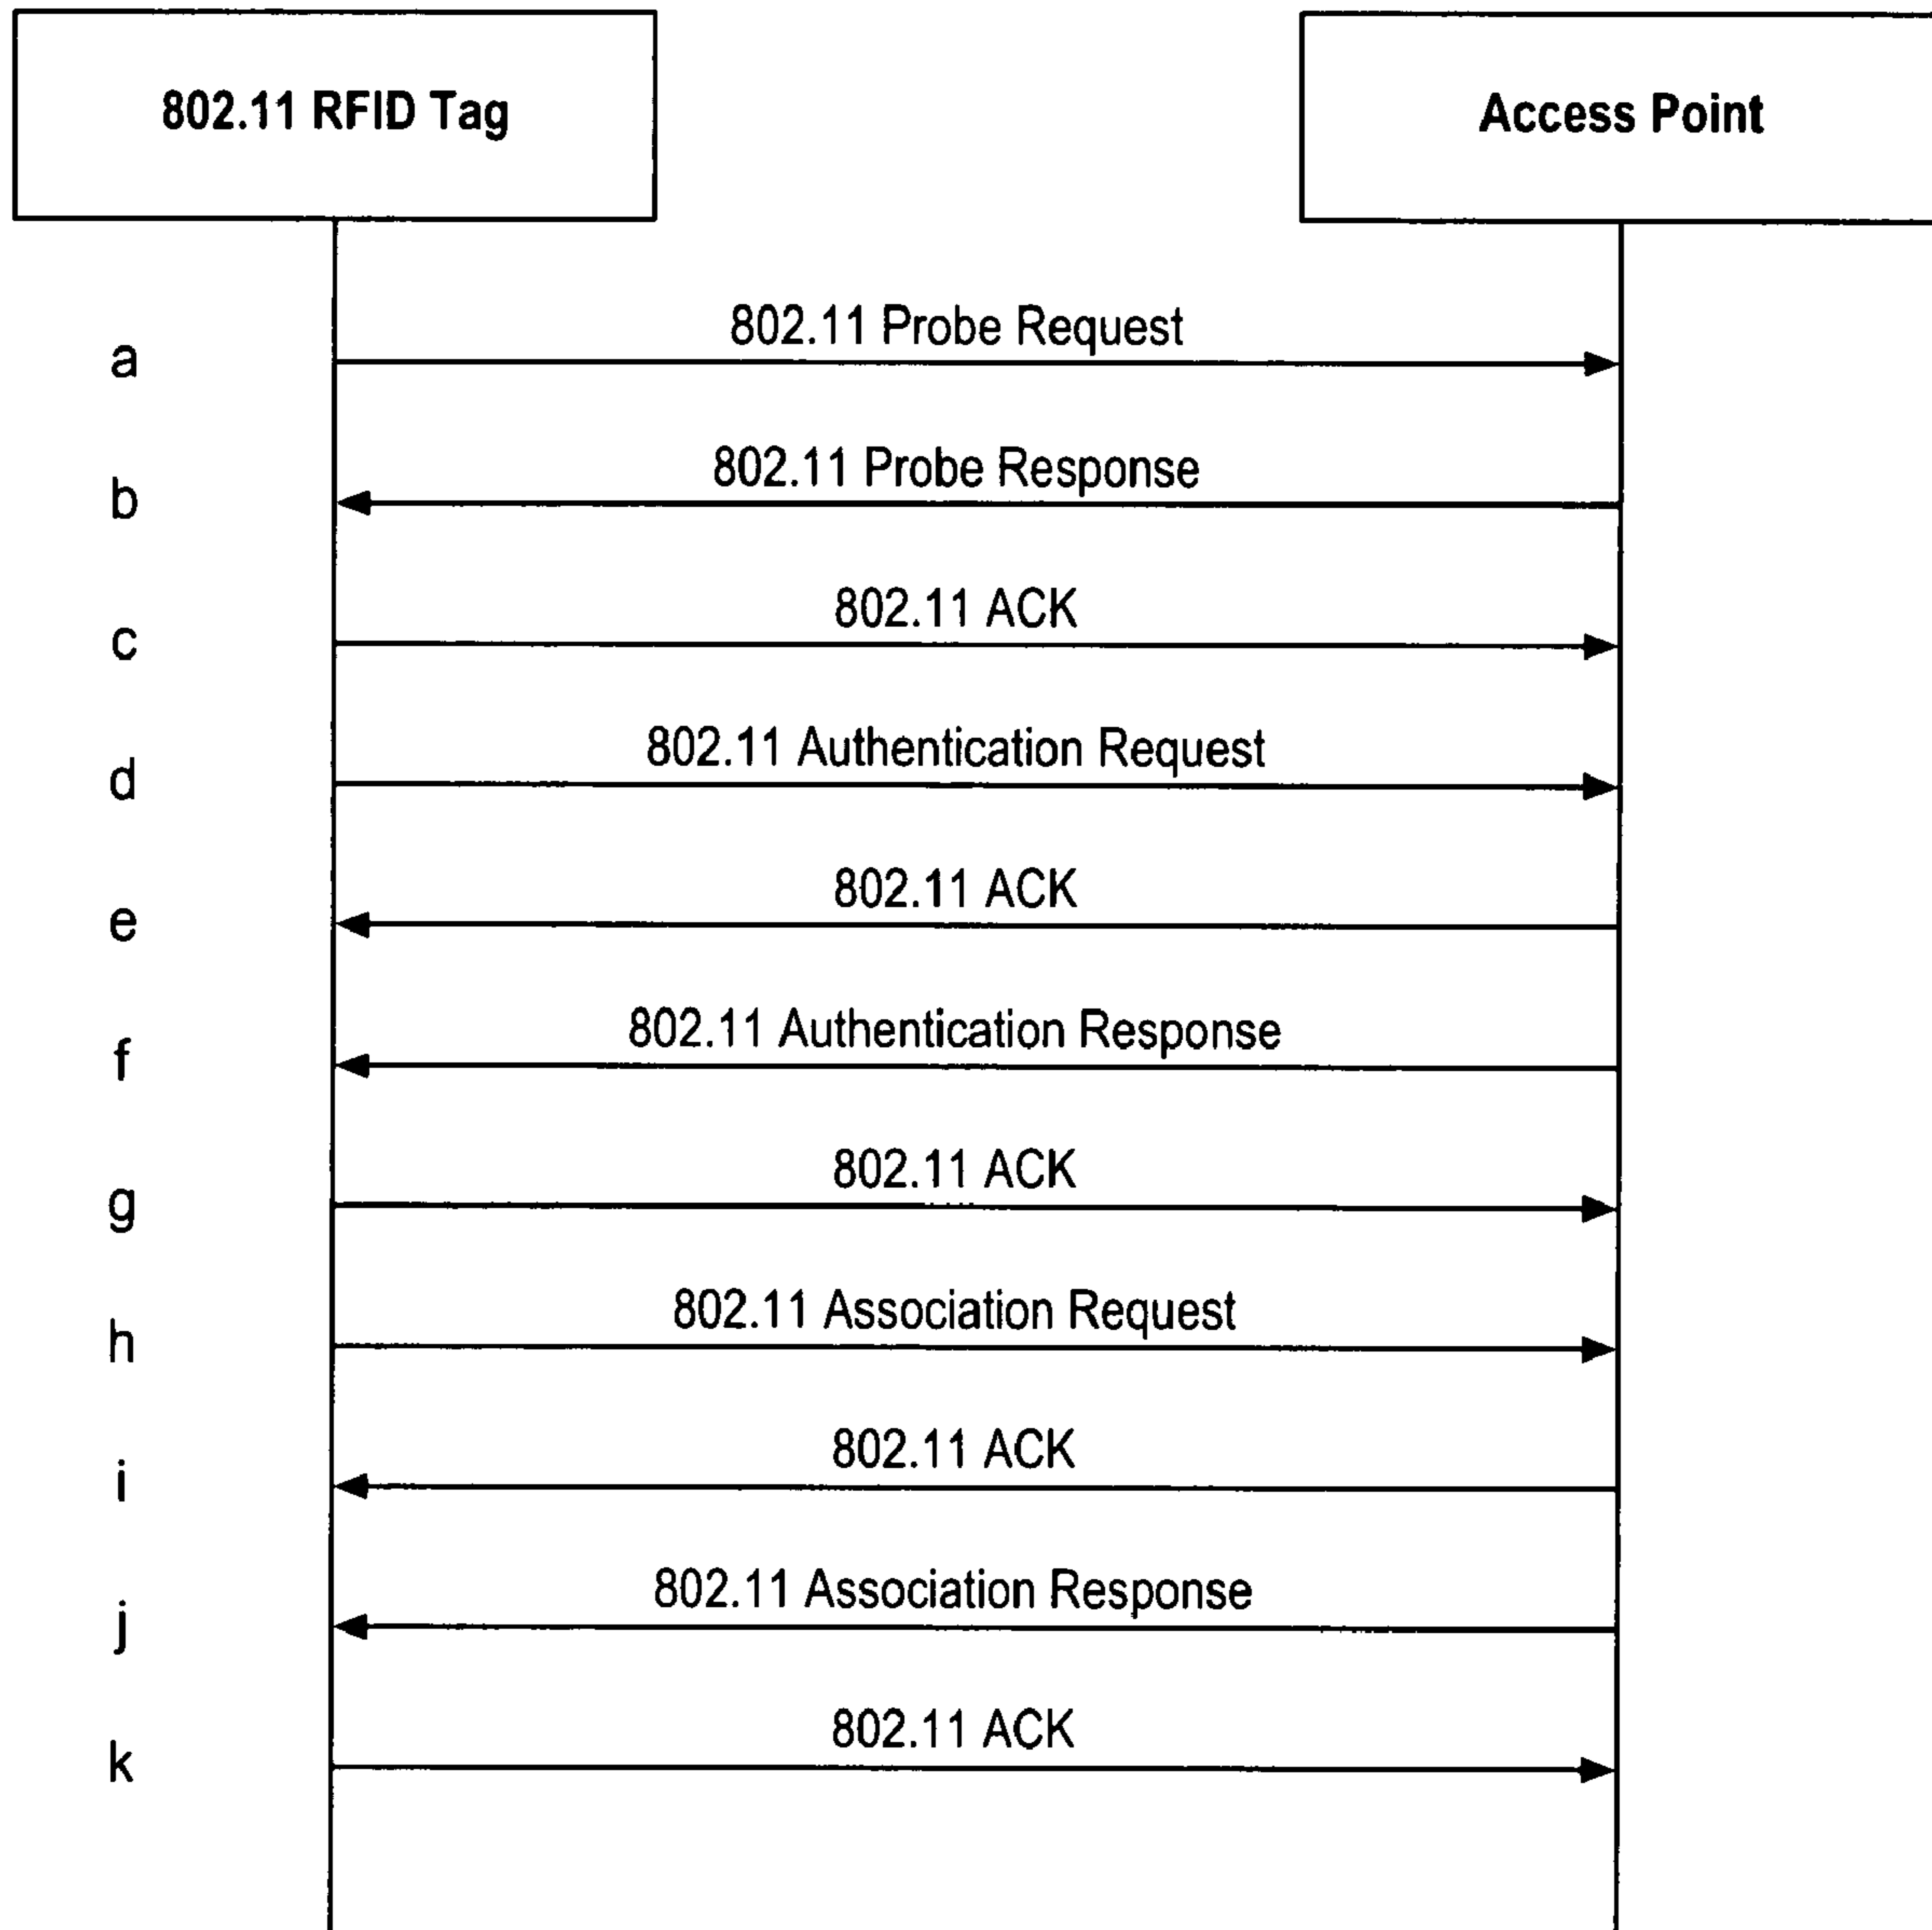 802.11 RFID Tag
Access Point
802.11 Probe Request
a
802.11 Probe Response
b
802.11 ACK
c
802.11 Authentication Request
d
802.11 ACK
e
802.11 Authentication Response
f
802.11 ACK
g
802.11 Association Request
h
802.11 ACK
i
802.11 Association Response
j
802.11 ACK
k